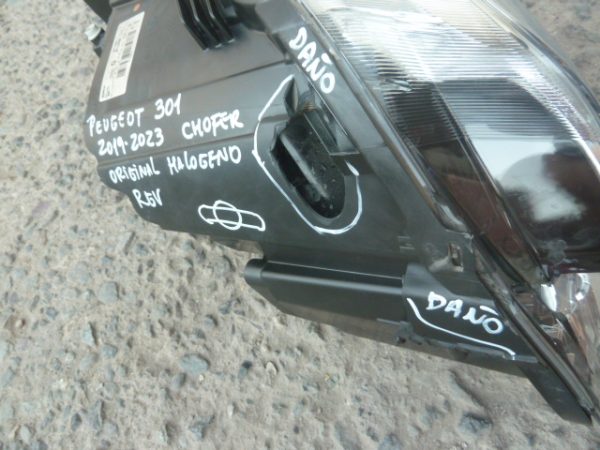 DAÑO
PEUGEOT 301
2019-2023 CHOFER
ORIGINAL HALOGENO
REV
DAÑO